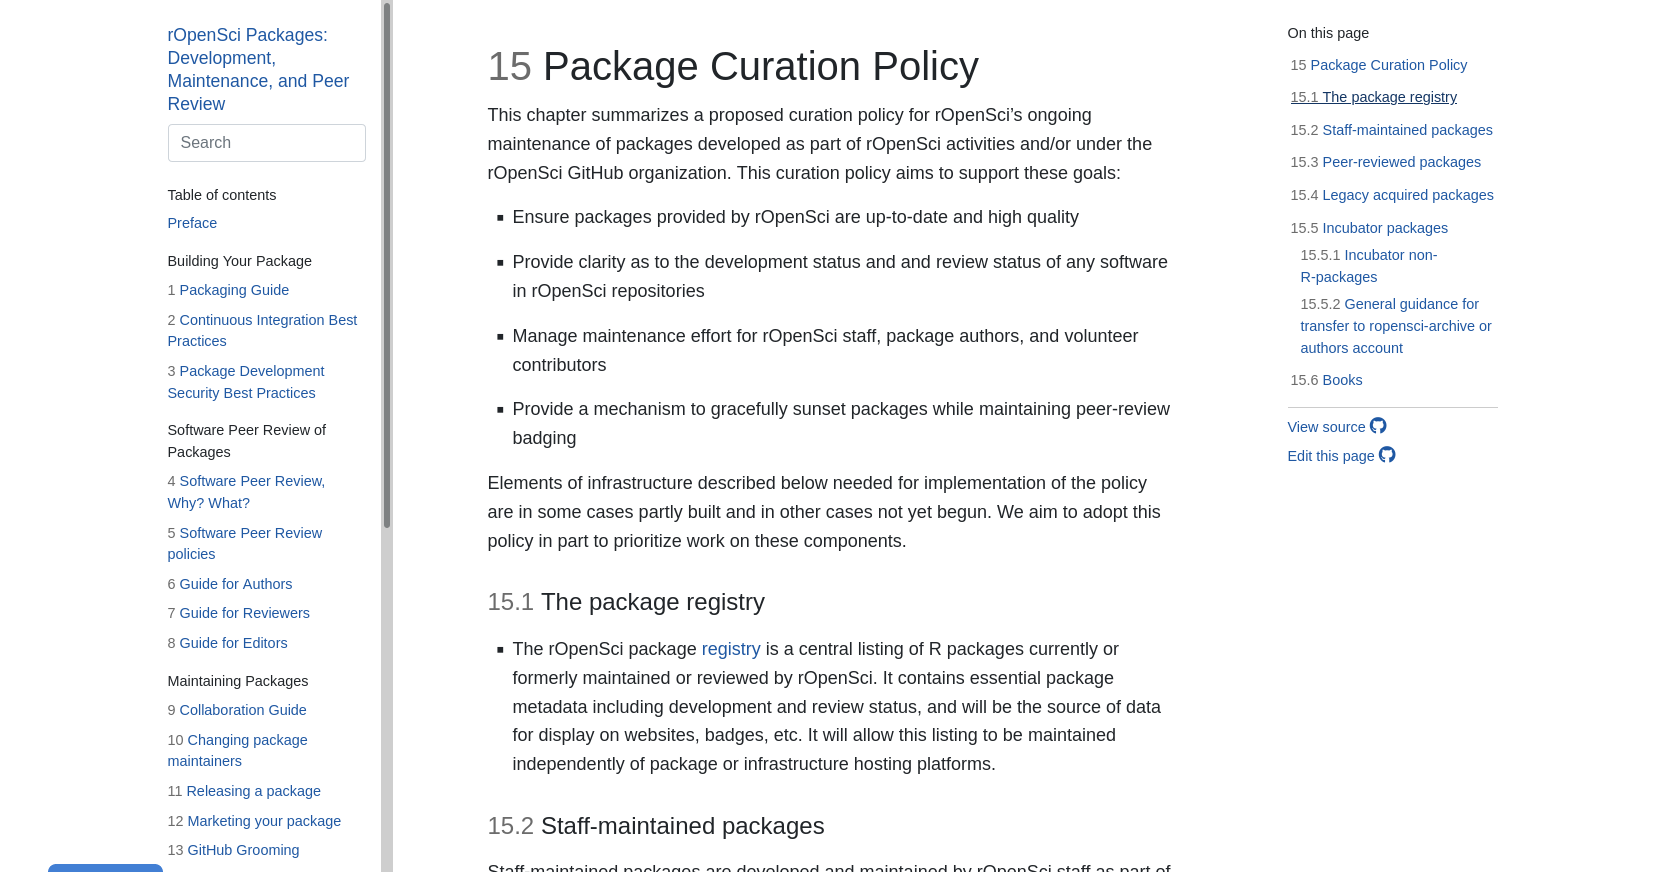 rOpenSci Packages:
Development,
Maintenance, and Peer
Review
Search
Table of contents
Preface
Building Your Package
1 Packaging Guide
2 Continuous Integration Best
Practices
3 Package Development
Security Best Practices
Software Peer Review of
Packages
4 Software Peer Review,
Why? What?
5 Software Peer Review
policies
6 Guide for Authors
7 Guide for Reviewers
8 Guide for Editors
Maintaining Packages
9 Collaboration Guide
10 Changing package
maintainers
11 Releasing a package
12 Marketing your package
13 GitHub Grooming
15 Package Curation Policy
This chapter summarizes a proposed curation policy for rOpenSci’s ongoing
maintenance of packages developed as part of rOpenSci activities and/or under the
rOpenSci GitHub organization. This curation policy aims to support these goals:
▪ Ensure packages provided by rOpenSci are up-to-date and high quality
▪ Provide clarity as to the development status and and review status of any software
in rOpenSci repositories
▪ Manage maintenance effort for rOpenSci staff, package authors, and volunteer
contributors
▪ Provide a mechanism to gracefully sunset packages while maintaining peer-review
badging
Elements of infrastructure described below needed for implementation of the policy
are in some cases partly built and in other cases not yet begun. We aim to adopt this
policy in part to prioritize work on these components.
15.1 The package registry
▪ The rOpenSci package registry is a central listing of R packages currently or
formerly maintained or reviewed by rOpenSci. It contains essential package
metadata including development and review status, and will be the source of data
for display on websites, badges, etc. It will allow this listing to be maintained
independently of package or infrastructure hosting platforms.
15.2 Staff-maintained packages
Staff-maintained packages are developed and maintained by rOpenSci staff as part of
On this page
15 Package Curation Policy
15.1 The package registry
15.2 Staff-maintained packages
15.3 Peer-reviewed packages
15.4 Legacy acquired packages
15.5 Incubator packages
15.5.1 Incubator non-
R-packages
15.5.2 General guidance for
transfer to ropensci-archive or
authors account
15.6 Books
View source
Edit this page